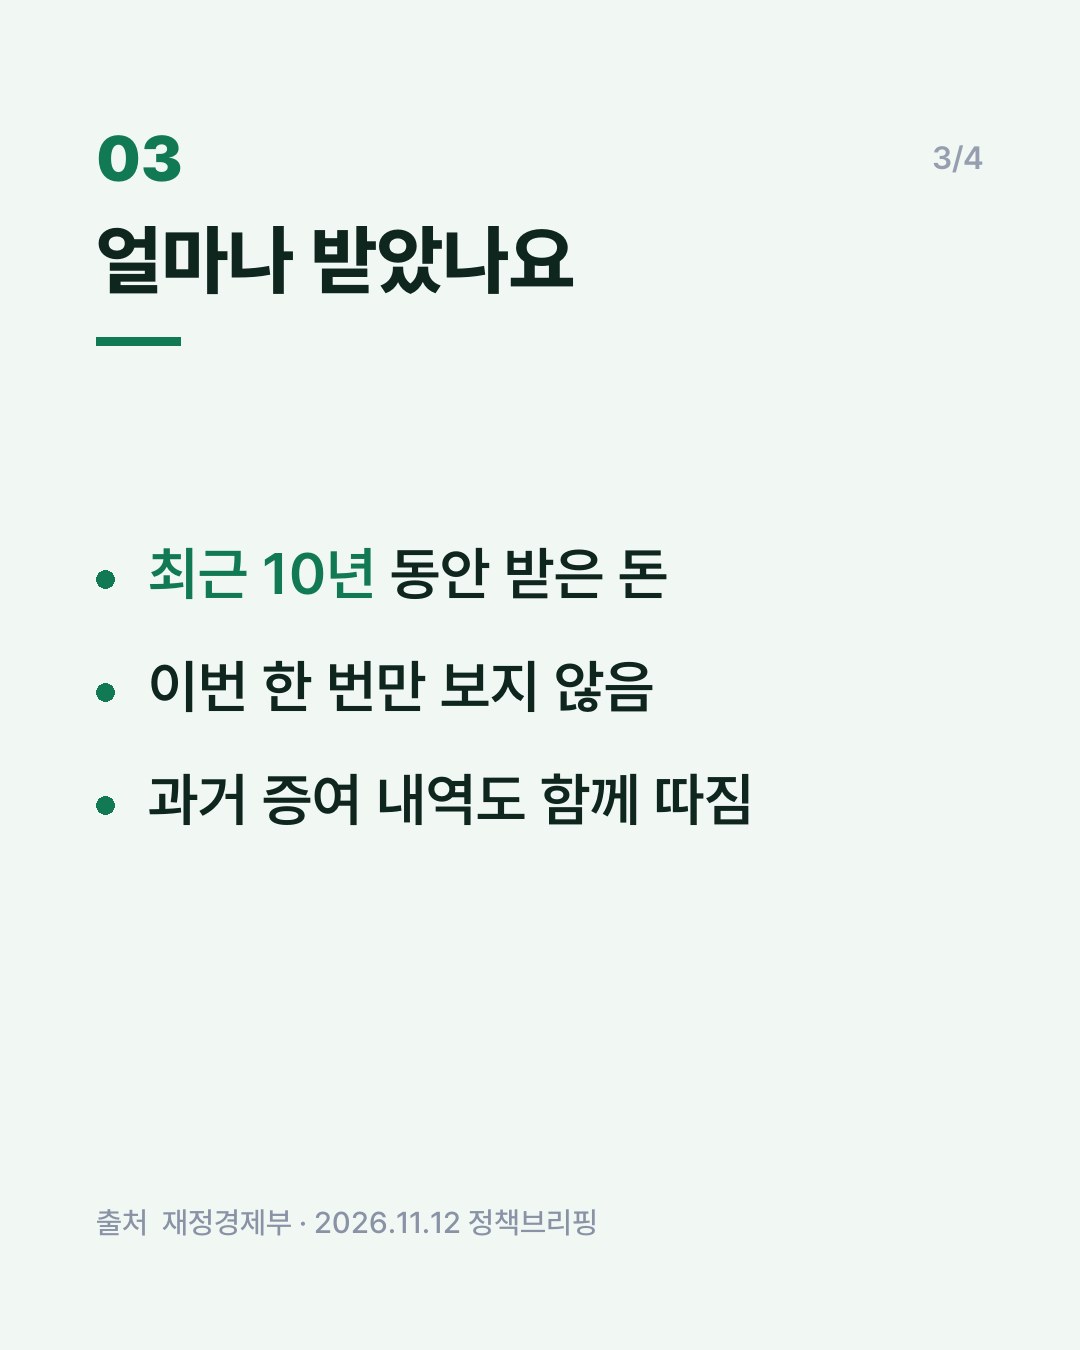 03
3/4
얼마나 받았나요
최근 10년 동안 받은 돈
이번 한 번만 보지 않음
과거 증여 내역도 함께 따짐
출처 재정경제부 · 2026.11.12 정책브리핑